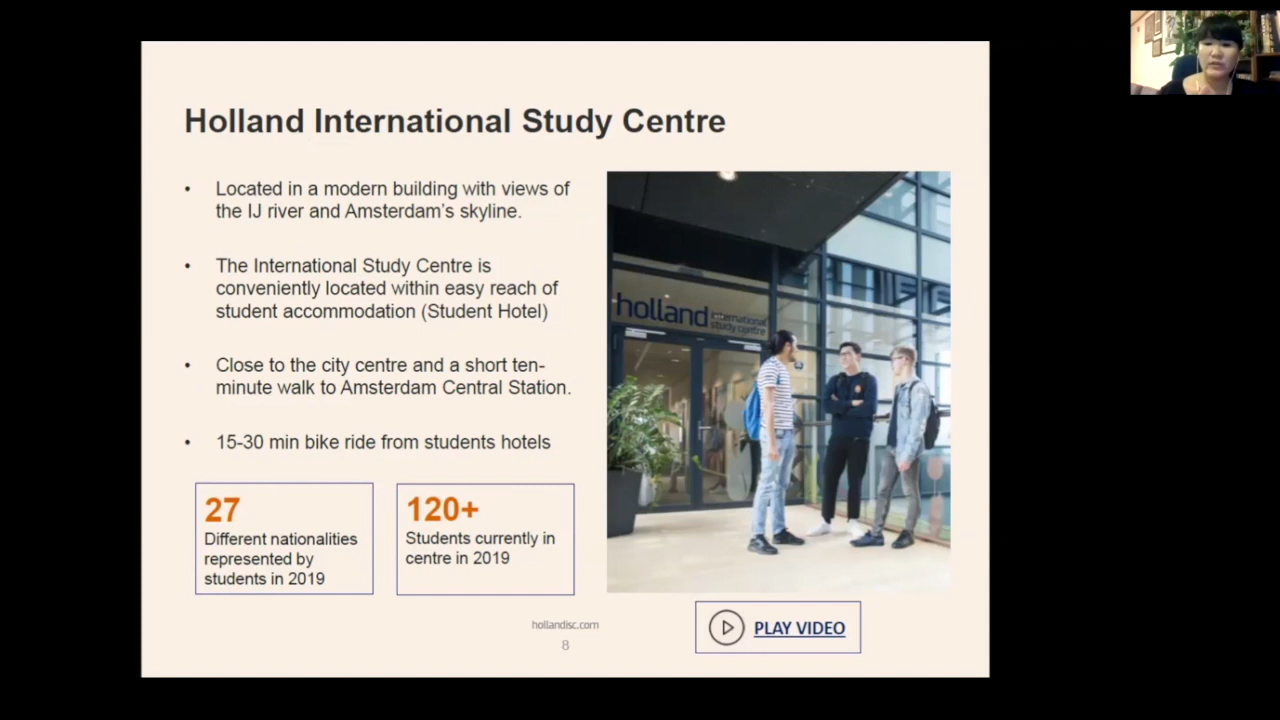 Holland International Study Centre
• Located in a modern building with views of
the IJ river and Amsterdam's skyline.
• The International Study Centre is
conveniently located within easy reach of
student accommodation (Student Hotel)
• Close to the city centre and a short ten-
minute walk to Amsterdam Central Station.
• 15-30 min bike ride from students hotels
27
Different nationalities
represented by
students in 2019
120+
Students currently in
centre in 2019
holland international
study centre
PLAY VIDEO
hollandisc.com
8